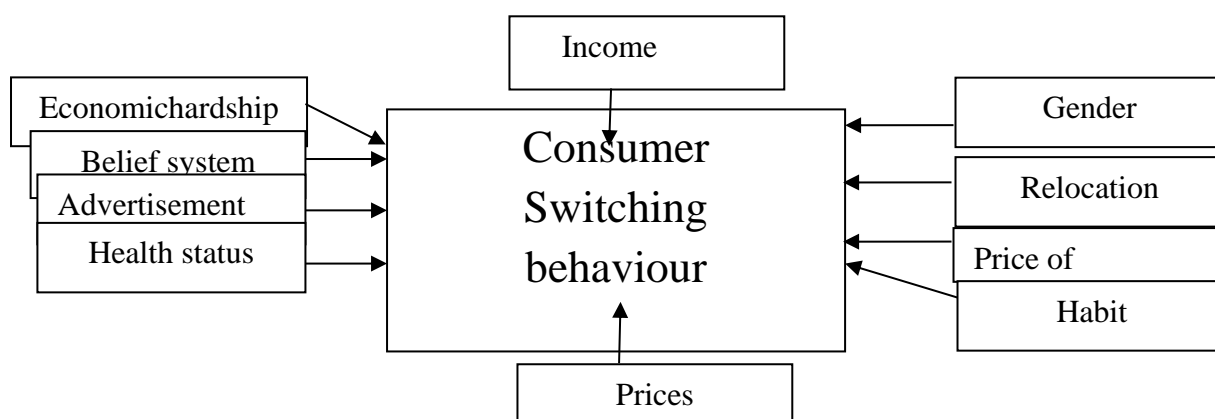 Income
Economichardship
Belief system
Advertisement
Health status
Consumer
Switching
behaviour
Gender
Relocation
Price of
Habit
Prices